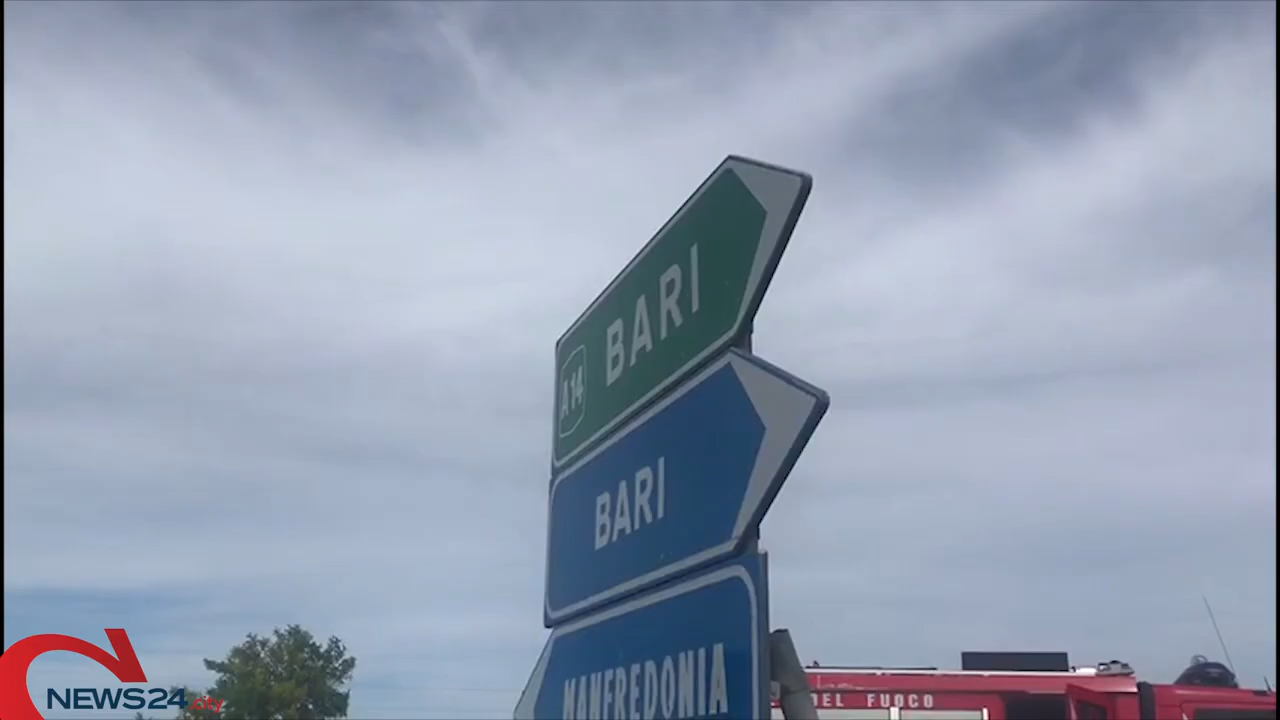 BARI
A14
BARI
MANFREDONIA
DEL FUOCO
NEWS24.city